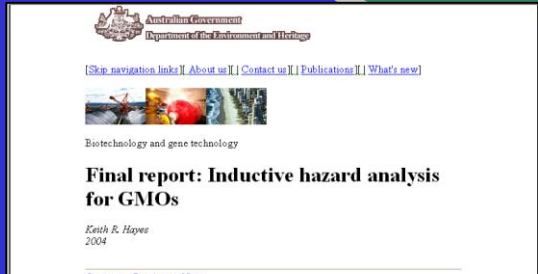 Australian Government
Department of the Environment and Heritage
[Skip navigation links][ About us][ | Contact us][ | Publications][ | What's new]
Biotechnology and gene technology
Final report: Inductive hazard analysis
for GMOs
Keith R. Hayes
2004